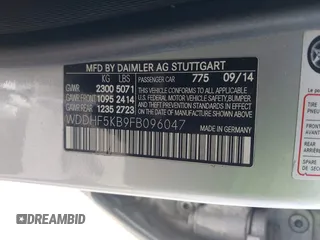 MFD BY DAIMLER AG STUTTGART
KG LBS PASSENGER CAR 775 09/14
GVWR 2300 5071
GAWR FRONT 1095 2414
GAWR REAR 1235 2723
THIS VEHICLE CONFORMS TO ALL APPLICABLE
U.S. FEDERAL MOTOR VEHICLE SAFETY, BUMPER,
AND THEFT PREVENTION STANDARDS IN EFFECT ON
THE DATE OF MANUFACTURE SHOWN ABOVE.
WDDHF5KB9FB096047
MADE IN GERMANY
TIRE
PNEU
DREAMBID